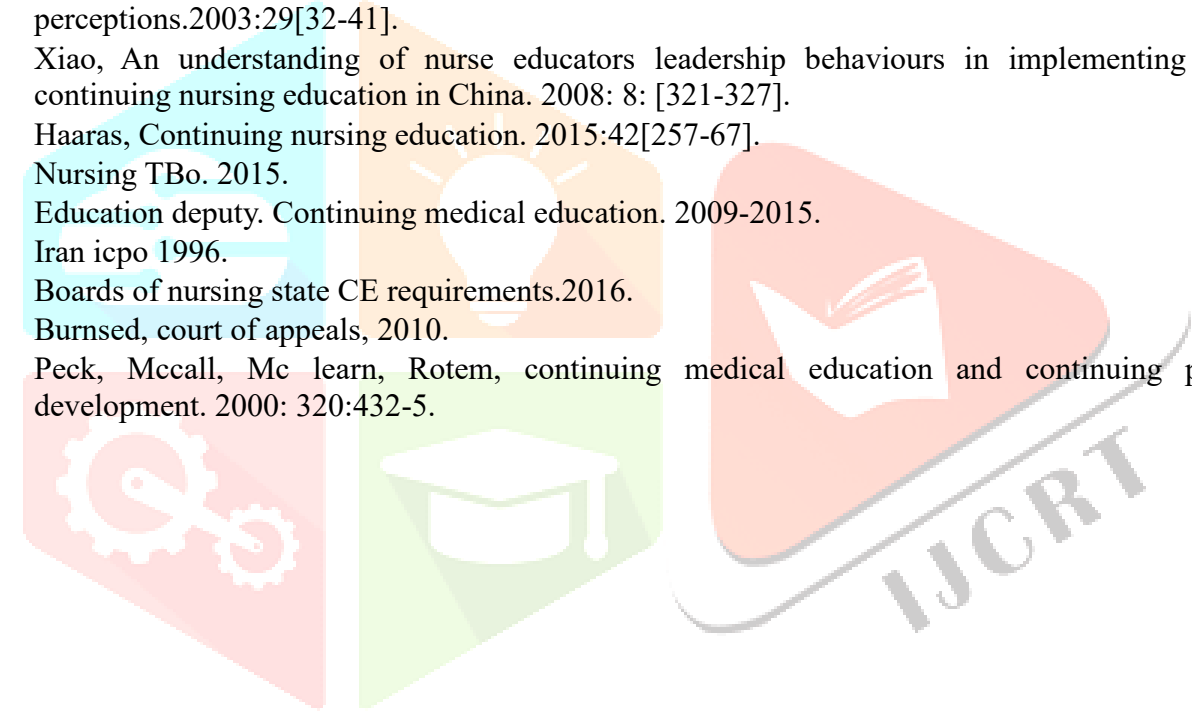 perceptions.2003:29[32-41].
Xiao, An understanding of nurse educators leadership behaviours in implementing
continuing nursing education in China. 2008: 8: [321-327].
Haaras, Continuing nursing education. 2015:42[257-67].
Nursing TBo. 2015.
Education deputy. Continuing medical education. 2009-2015.
Iran icpo 1996.
Boards of nursing state CE requirements.2016.
Burnsed, court of appeals, 2010.
Peck, Mccall, Mc learn, Rotem, continuing medical education and continuing
development. 2000: 320:432-5.
IJCRT